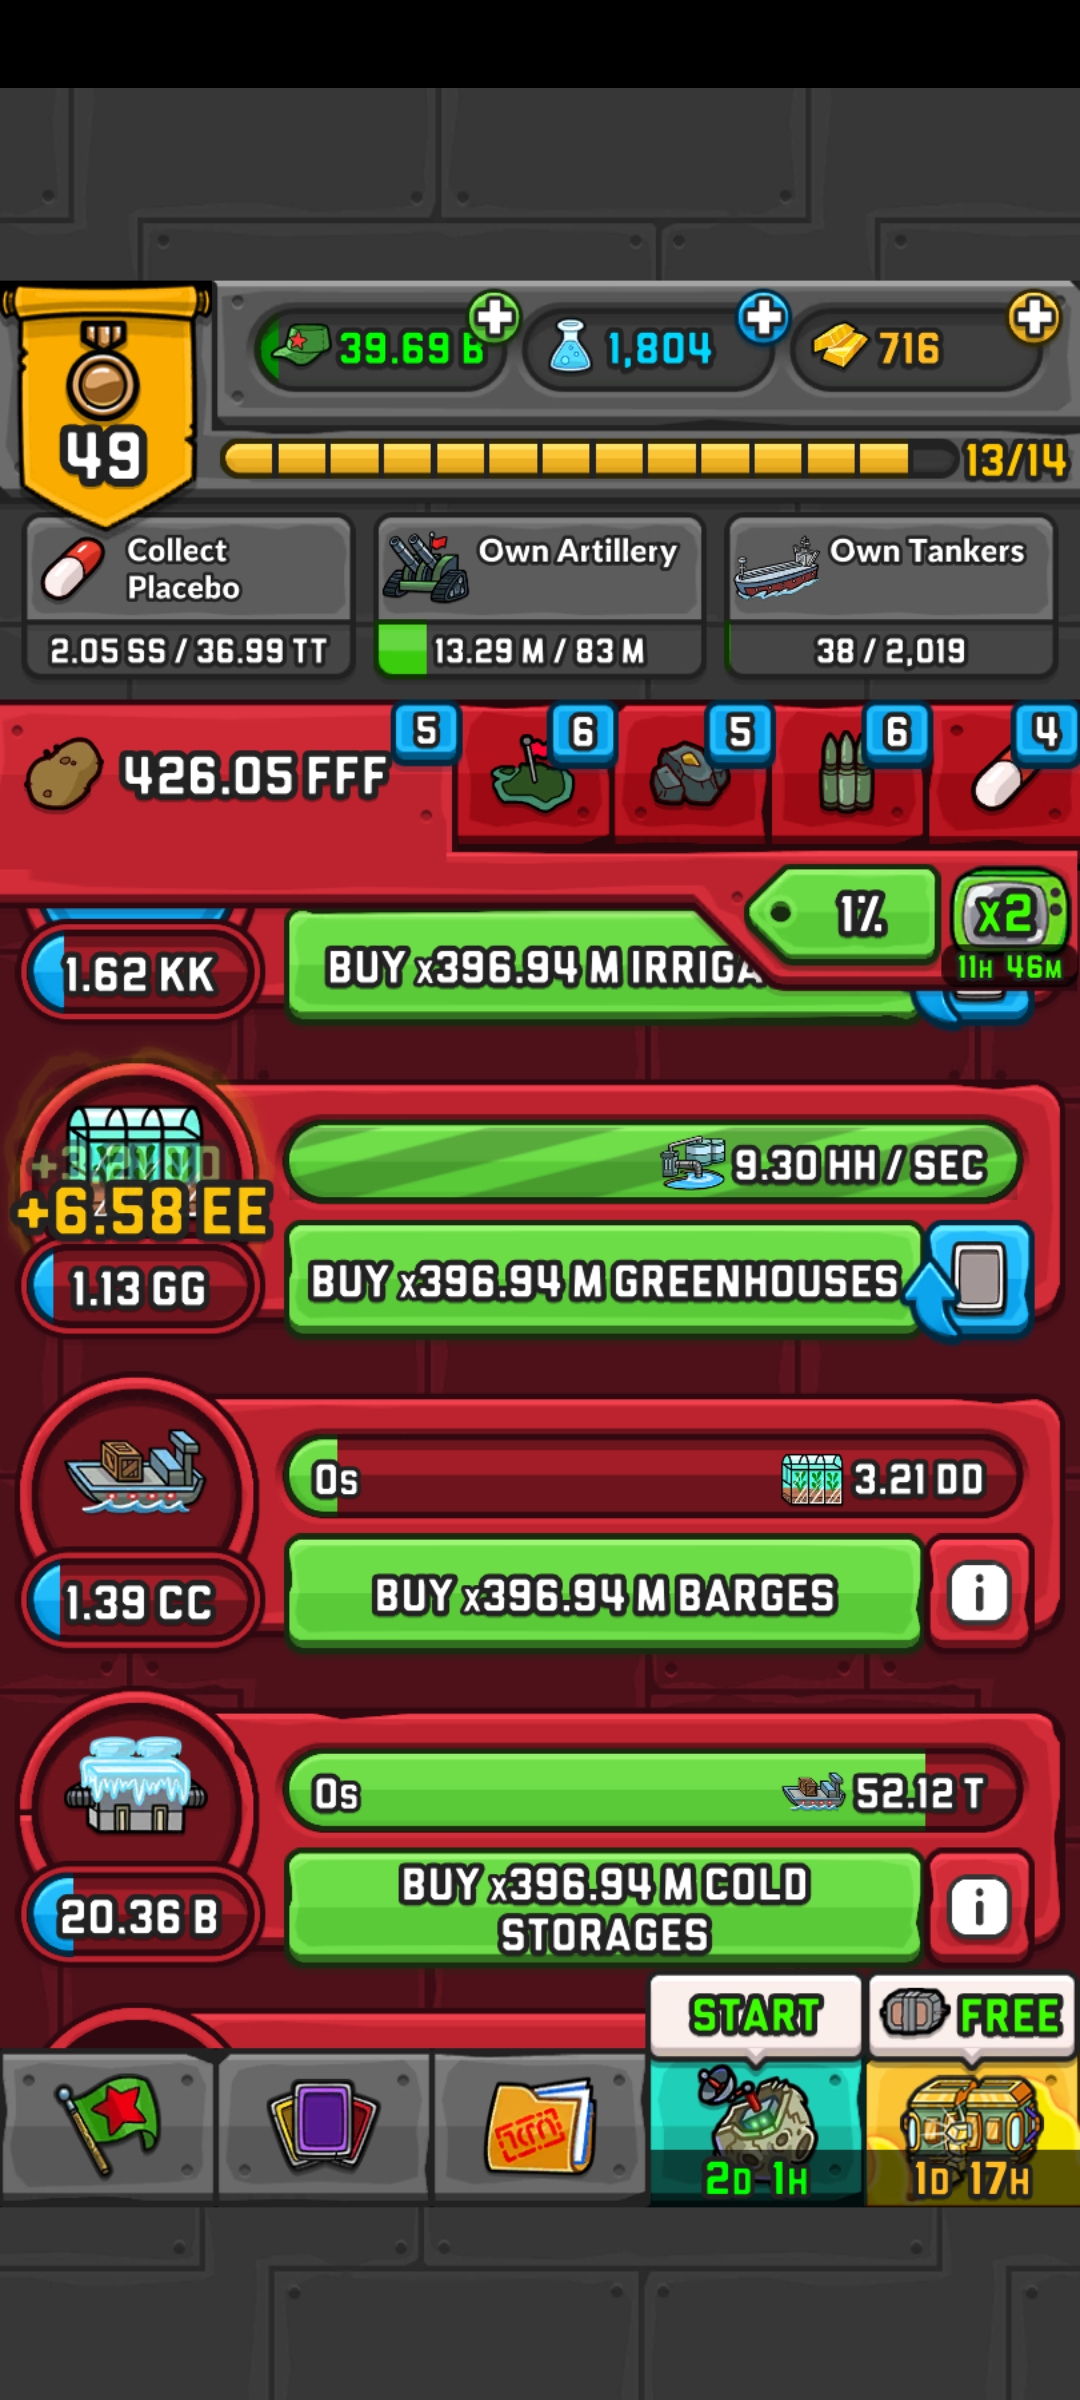 39.69 B
1,804
716
49
13/14
Collect
Placebo
Own Artillery
Own Tankers
2.05 SS / 36.99 TT
13.29 M / 83 M
38 / 2,019
426.05 FFF
5
6
5
6
4
1%
x2
11H 46M
1.62 KK
BUY x396.94 M IRRIGA
9.30 HH / SEC
+6.58 EE
1.13 GG
BUY x396.94 M GREENHOUSES
0s
3.21 DD
1.39 CC
BUY x396.94 M BARGES
i
0s
52.12 T
20.36 B
BUY x396.94 M COLD
STORAGES
i
START
FREE
2D 1H
1D 17H